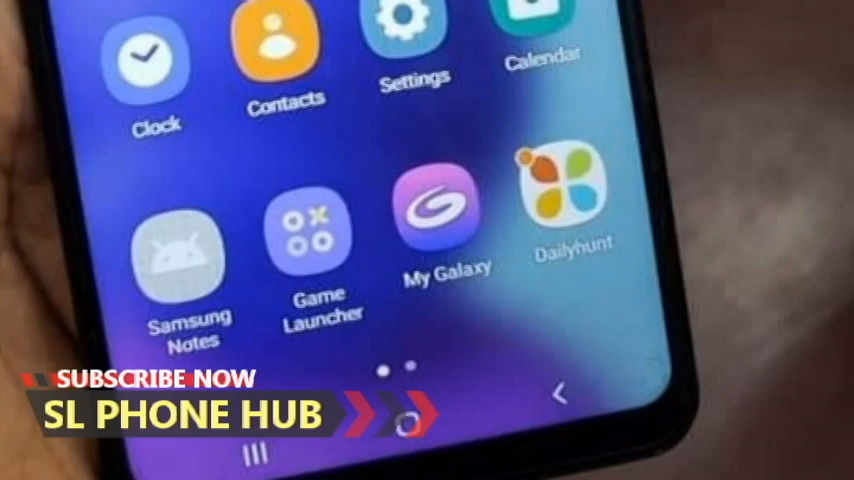 Clock
Contacts
Settings
Calendar
Samsung
Notes
Game
Launcher
My Galaxy
Dailyhunt
SUBSCRIBE NOW
SL PHONE HUB